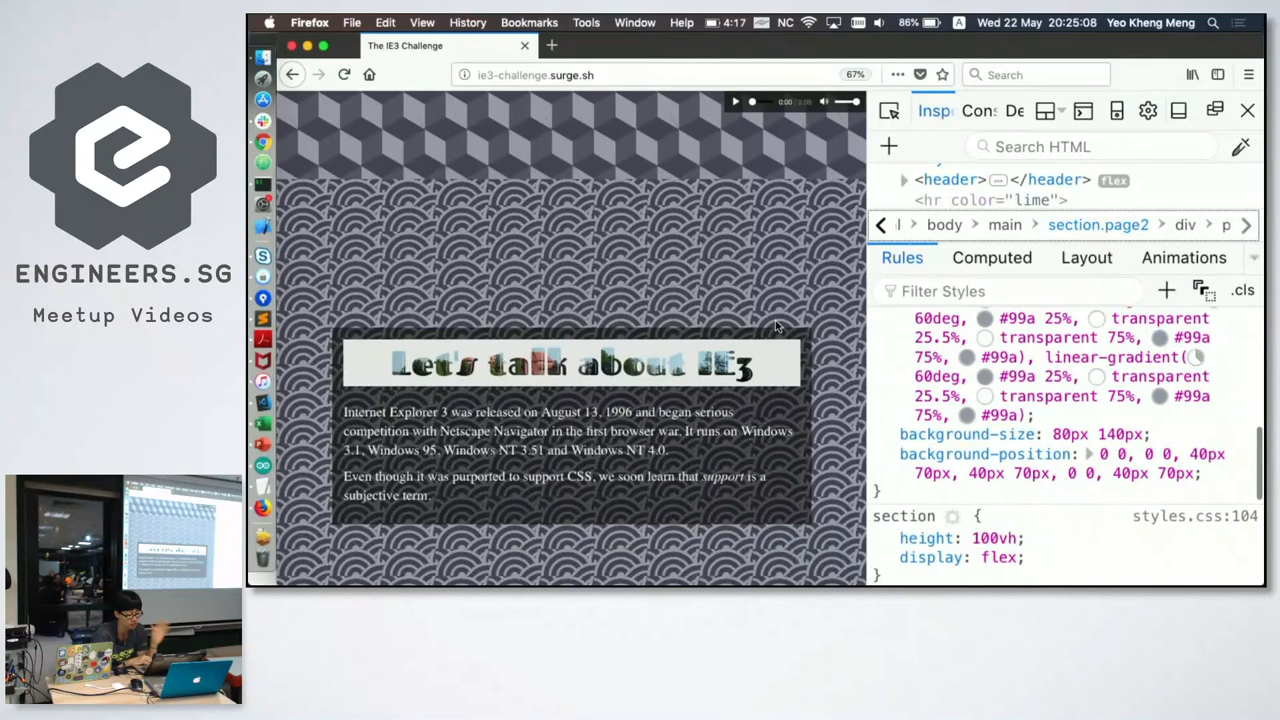 Firefox File Edit View History Bookmarks Tools Window Help 4:17 NC 86% A Wed 22 May 20:25:08 Yeo Kheng Meng
The IE3 Challenge
ie3-challenge.surge.sh 67% Search
0:00
Insp Cons De
Search HTML
<header> </header> flex
<hr color="lime">
body main section.page2 div p
Rules Computed Layout Animations
Filter Styles .cls
60deg, #99a 25%, transparent
25.5%, transparent 75%, #99a
75%, #99a), linear-gradient(
60deg, #99a 25%, transparent
25.5%, transparent 75%, #99a
75%, #99a);
background-size: 80px 140px;
background-position: 0 0, 0 0, 40px
70px, 40px 70px, 0 0, 40px 70px;
}
section { styles.css:104
height: 100vh;
display: flex;
}
Let's talk about IE3
Internet Explorer 3 was released on August 13, 1996 and began serious
competition with Netscape Navigator in the first browser war. It runs on Windows
3.1, Windows 95, Windows NT 3.51 and Windows NT 4.0.
Even though it was purported to support CSS, we soon learn that support is a
subjective term.
ENGINEERS.SG
Meetup Videos